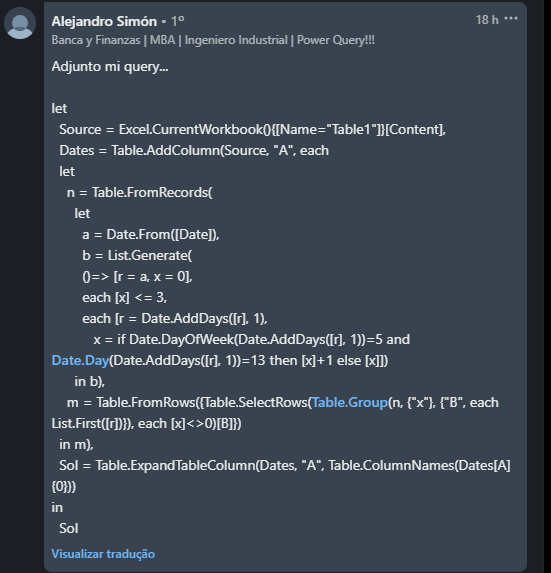 Alejandro Simón • 1º
18 h •••
Banca y Finanzas | MBA | Ingeniero Industrial | Power Query!!!
Adjunto mi query...
let
Source = Excel.CurrentWorkbook(){[Name="Table1"]}[Content],
Dates = Table.AddColumn(Source, "A", each
let
n = Table.FromRecords(
let
a = Date.From([Date]),
b = List.Generate(
()=> [r = a, x = 0],
each [x] <= 3,
each [r = Date.AddDays([r], 1),
x = if Date.DayOfWeek(Date.AddDays([r], 1))=5 and
Date.Day(Date.AddDays([r], 1))=13 then [x]+1 else [x]])
in b),
m = Table.FromRows({Table.SelectRows(Table.Group(n, {"x"}, {"B", each
List.First([r])}), each [x]<>0)[B]})
in m),
Sol = Table.ExpandTableColumn(Dates, "A", Table.ColumnNames(Dates[A]
{0}))
in
Sol
Visualizar tradução